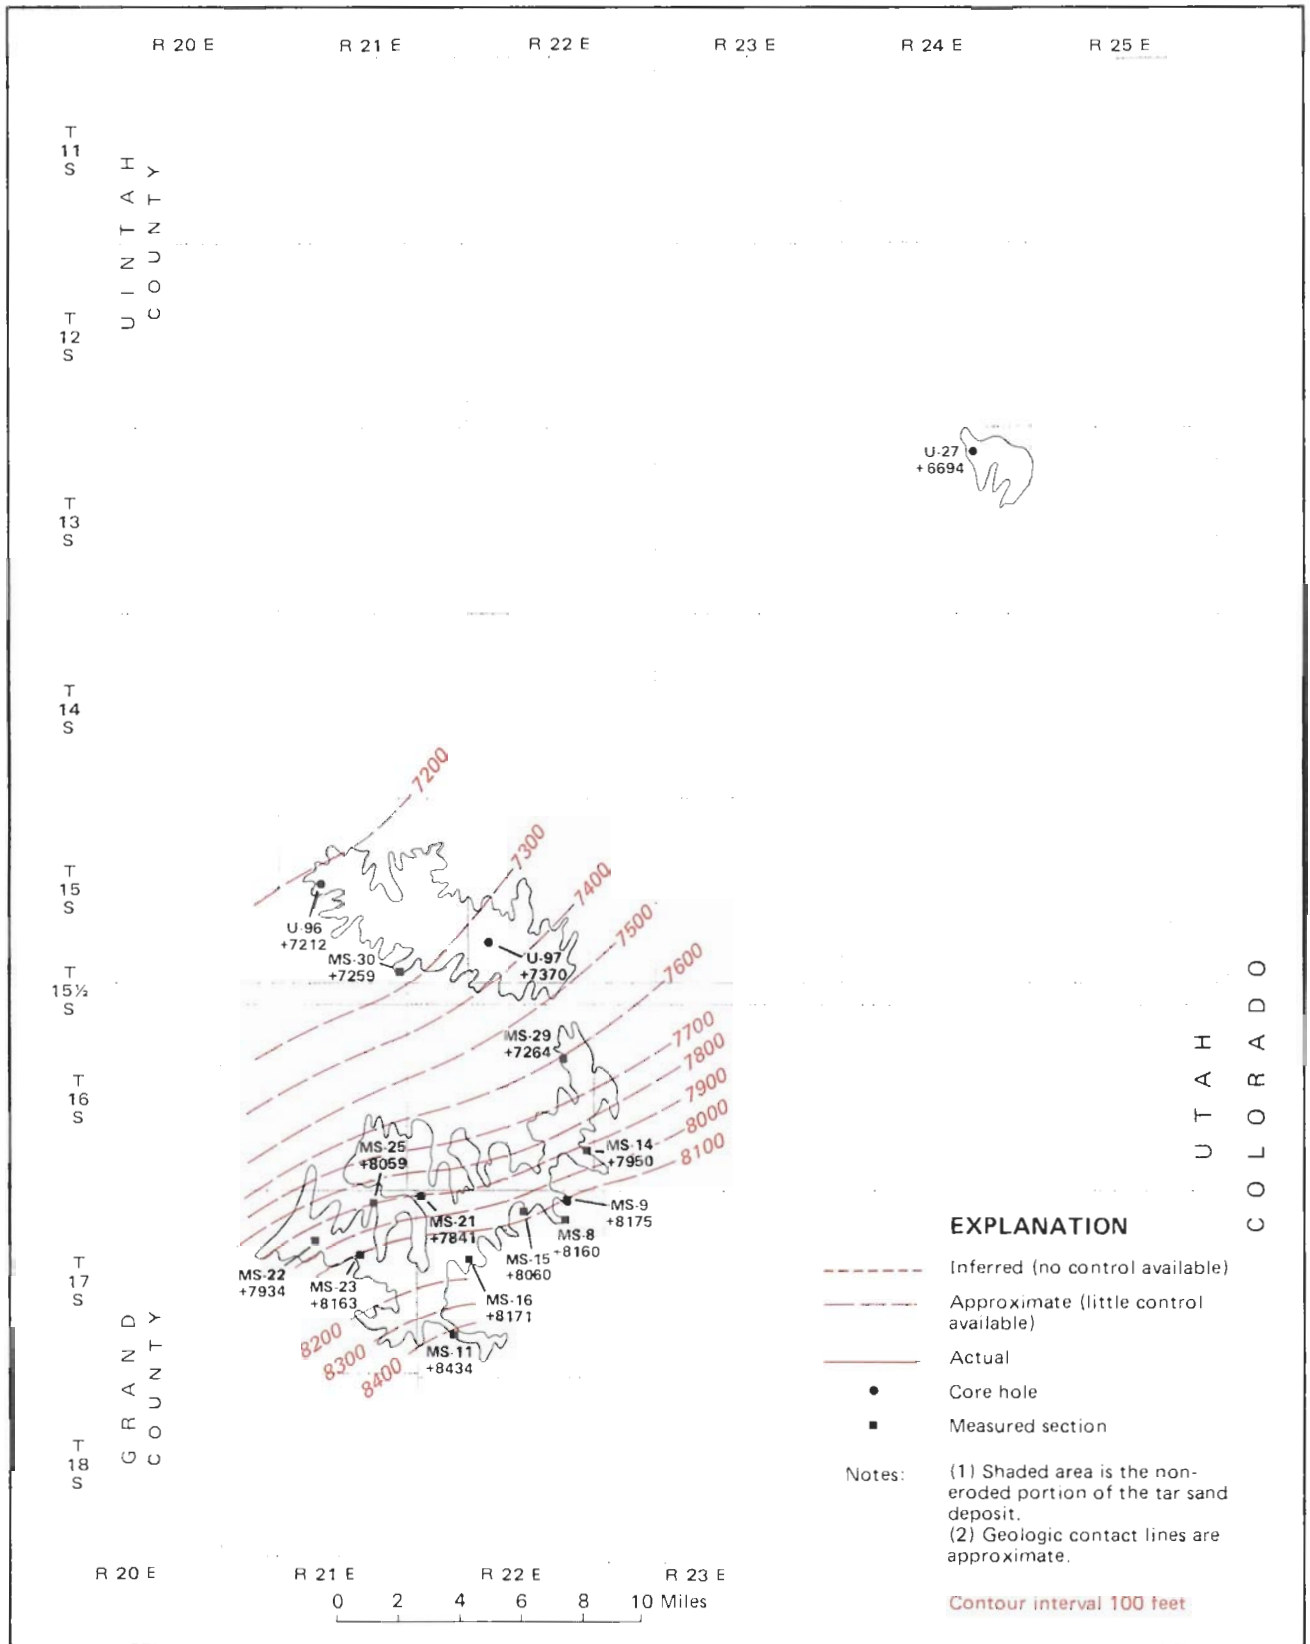 R 20 E R 21 E R 22 E R 23 E R 24 E R 25 E
T
11
S
UINTAH
COUNTY
T
12
S
U-27
+6694
T
13
S
T
14
S
7200
7300
T
15
S
7400
7500
U-96
+7212
MS-30
+7259
U-97
+7370
7600
T
15½
S
UTAH
COLORADO
MS-29
+7264
7700
7800
7900
8000
8100
T
16
S
MS-25
+8059
MS-14
+7950
MS-21
+7841
MS-9
+8175
MS-8
+8160
MS-15
+8060
MS-22
+7934
MS-23
+8163
T
17
S
MS-16
+8171
8200
8300
8400
MS-11
+8434
GRAND
COUNTY
T
18
S
EXPLANATION
Inferred (no control available)
Approximate (little control
available)
Actual
Core hole
Measured section
Notes: (1) Shaded area is the non-
eroded portion of the tar sand
deposit.
(2) Geologic contact lines are
approximate.
Contour interval 100 feet
R 20 E R 21 E R 22 E R 23 E
0 2 4 6 8 10 Miles